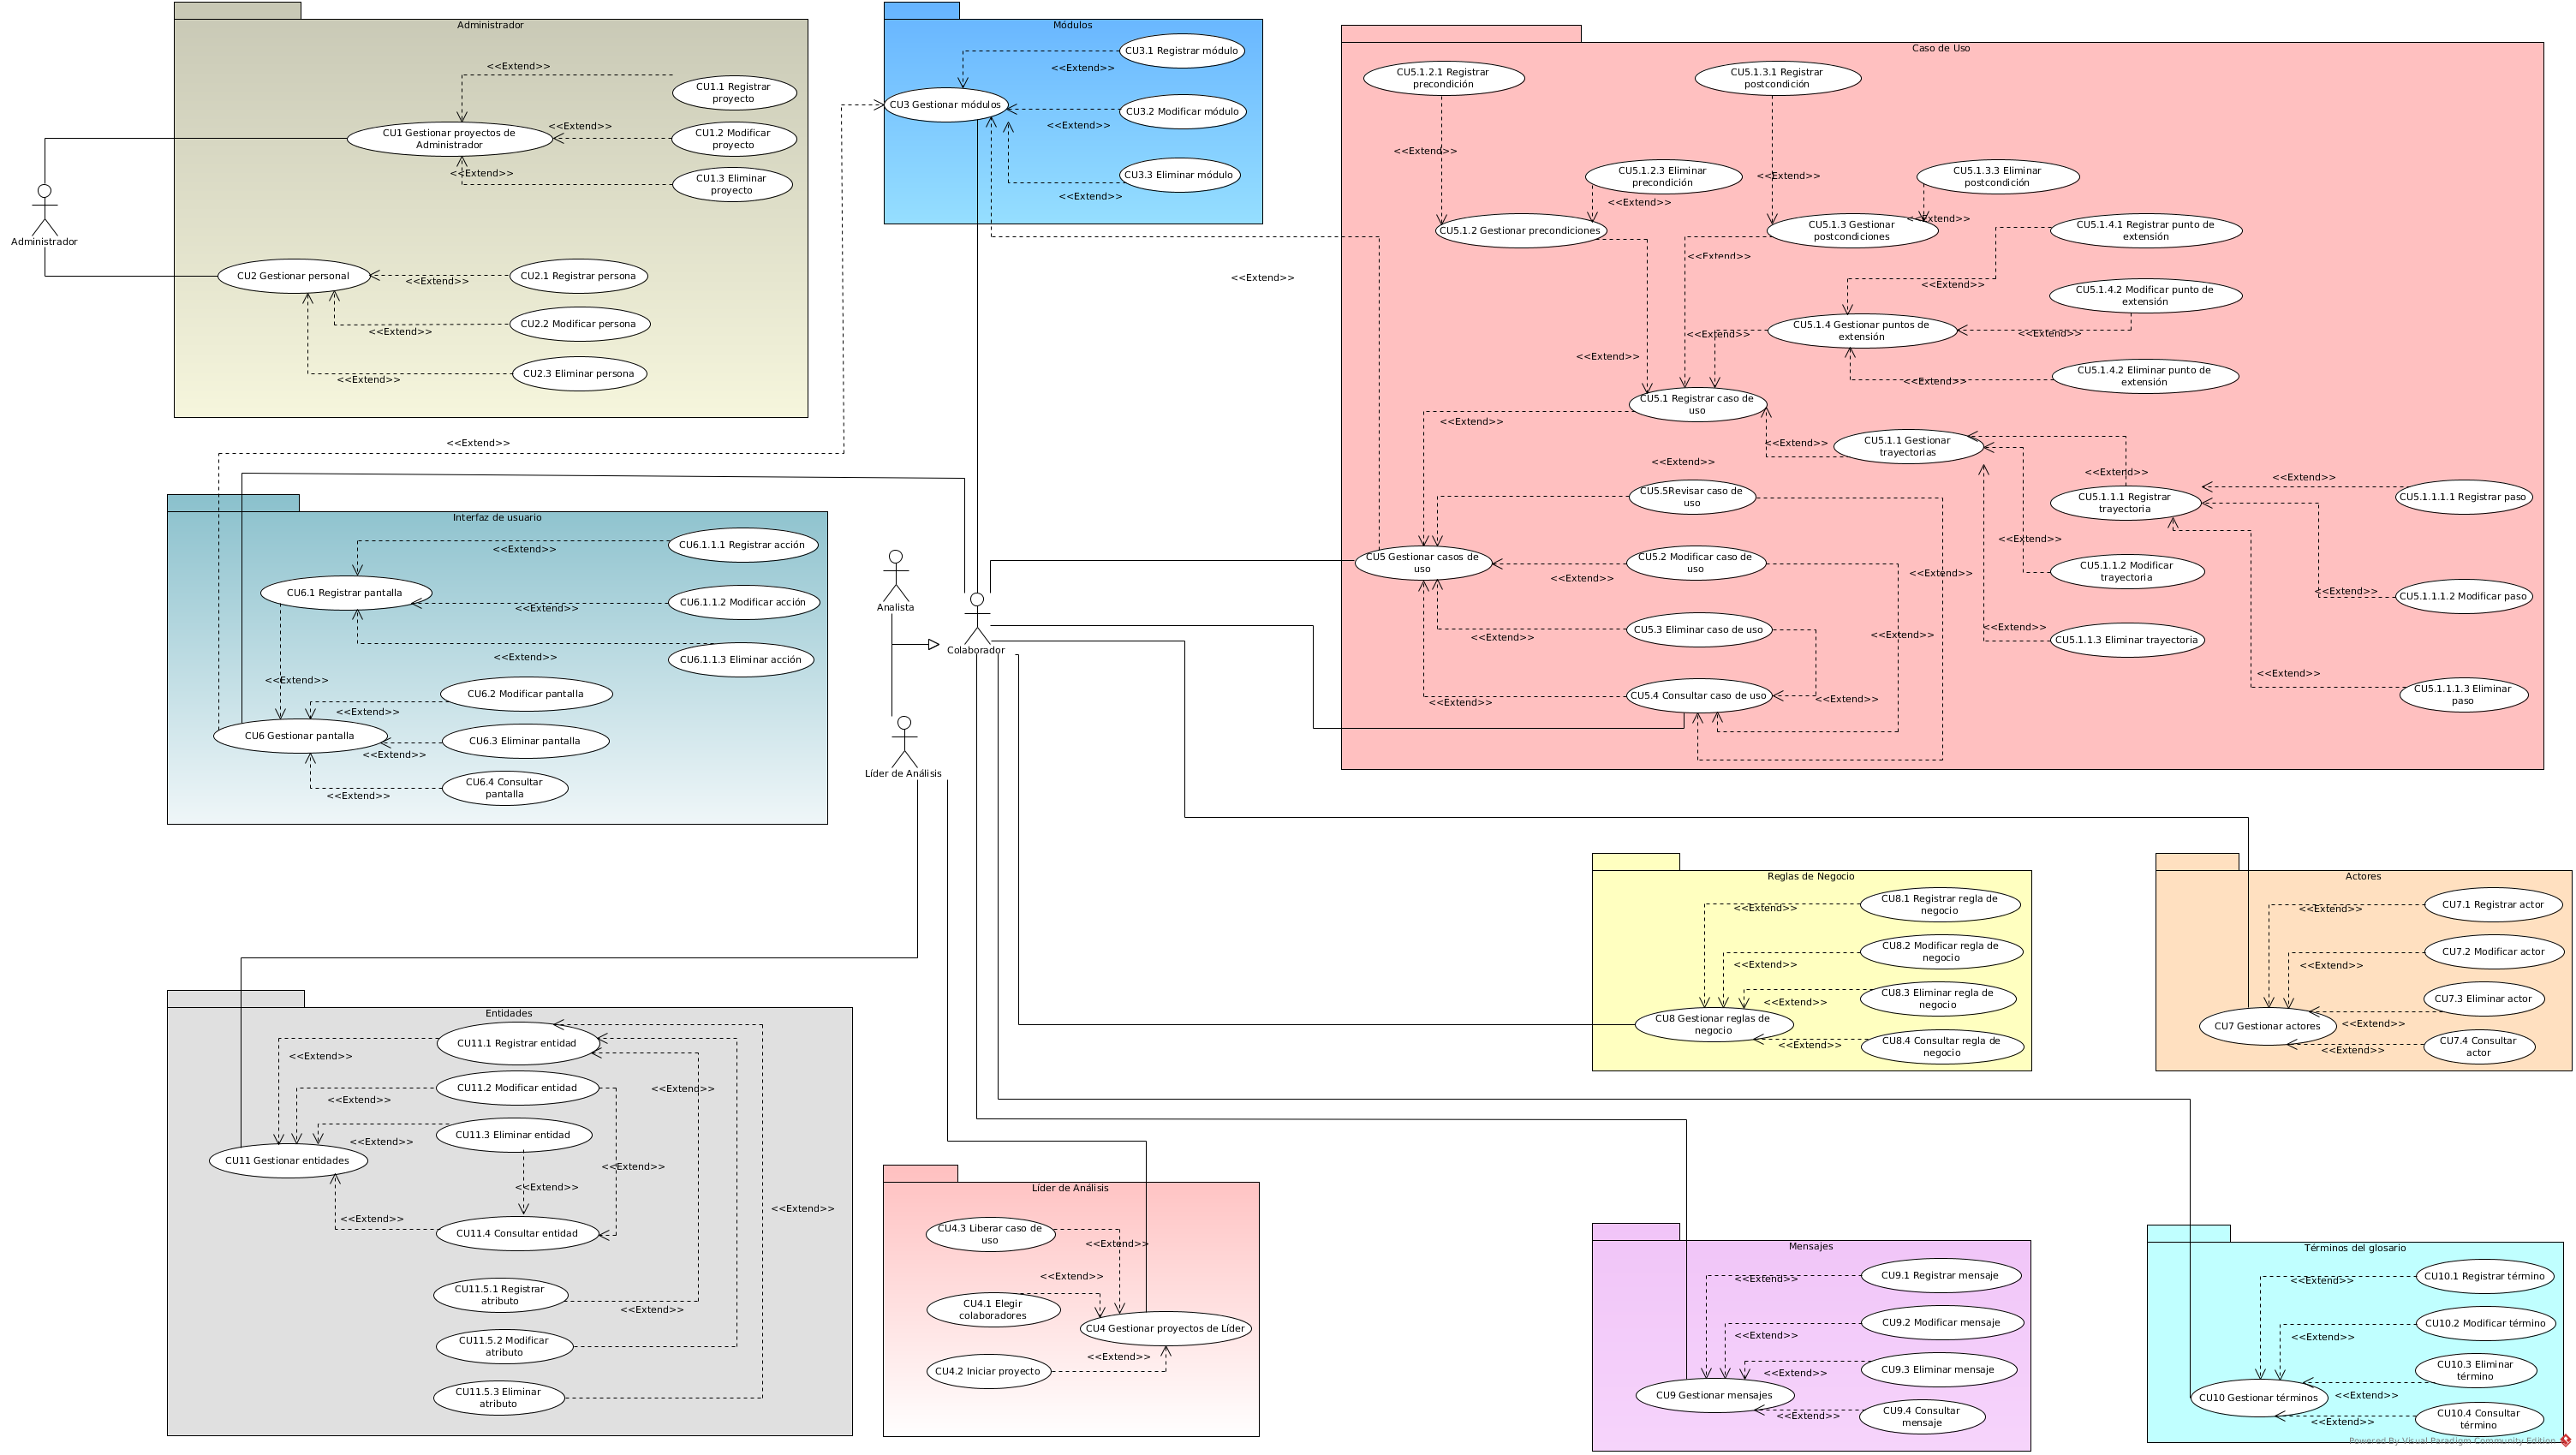 Administrador
<<Extend>>
CU1.1 Registrar
proyecto
CU1 Gestionar proyectos de
Administrador
<<Extend>>
CU1.2 Modificar
proyecto
<<Extend>>
CU1.3 Eliminar
proyecto
Administrador
CU2 Gestionar personal
<<Extend>>
CU2.1 Registrar persona
<<Extend>>
CU2.2 Modificar persona
<<Extend>>
CU2.3 Eliminar persona
<<Extend>>
Módulos
CU3.1 Registrar módulo
<<Extend>>
CU3 Gestionar módulos
CU3.2 Modificar módulo
<<Extend>>
CU3.3 Eliminar módulo
<<Extend>>
<<Extend>>
Caso de Uso
CU5.1.2.1 Registrar
precondición
CU5.1.3.1 Registrar
postcondición
<<Extend>>
CU5.1.2.3 Eliminar
precondición
<<Extend>>
<<Extend>>
CU5.1.3.3 Eliminar
postcondición
<<Extend>>
CU5.1.2 Gestionar precondiciones
CU5.1.3 Gestionar
postcondiciones
CU5.1.4.1 Registrar punto de
extensión
<<Extend>>
<<Extend>>
CU5.1.4.2 Modificar punto de
extensión
<<Extend>>
CU5.1.4 Gestionar puntos de
extensión
<<Extend>>
<<Extend>>
CU5.1.4.2 Eliminar punto de
extensión
<<Extend>>
CU5.1 Registrar caso de
uso
<<Extend>>
<<Extend>>
CU5.1.1 Gestionar
trayectorias
<<Extend>>
<<Extend>>
<<Extend>>
CU5.5Revisar caso de
uso
CU5.1.1.1 Registrar
trayectoria
CU5.1.1.1.1 Registrar paso
<<Extend>>
CU5 Gestionar casos de
uso
CU5.2 Modificar caso de
uso
<<Extend>>
<<Extend>>
CU5.1.1.2 Modificar
trayectoria
<<Extend>>
CU5.1.1.1.2 Modificar paso
CU5.3 Eliminar caso de uso
<<Extend>>
<<Extend>>
<<Extend>>
CU5.1.1.3 Eliminar trayectoria
<<Extend>>
CU5.4 Consultar caso de uso
<<Extend>>
<<Extend>>
CU5.1.1.1.3 Eliminar
paso
Interfaz de usuario
CU6.1.1.1 Registrar acción
<<Extend>>
CU6.1 Registrar pantalla
CU6.1.1.2 Modificar acción
<<Extend>>
<<Extend>>
CU6.1.1.3 Eliminar acción
<<Extend>>
CU6.2 Modificar pantalla
<<Extend>>
CU6 Gestionar pantalla
CU6.3 Eliminar pantalla
<<Extend>>
CU6.4 Consultar
pantalla
<<Extend>>
Analista
Colaborador
Líder de Análisis
Reglas de Negocio
CU8.1 Registrar regla de
negocio
<<Extend>>
CU8.2 Modificar regla de
negocio
<<Extend>>
CU8.3 Eliminar regla de
negocio
<<Extend>>
CU8 Gestionar reglas de
negocio
CU8.4 Consultar regla de
negocio
<<Extend>>
Actores
CU7.1 Registrar actor
<<Extend>>
CU7.2 Modificar actor
<<Extend>>
CU7.3 Eliminar actor
<<Extend>>
CU7 Gestionar actores
CU7.4 Consultar
actor
<<Extend>>
Entidades
CU11.1 Registrar entidad
<<Extend>>
CU11.2 Modificar entidad
<<Extend>>
<<Extend>>
CU11.3 Eliminar entidad
<<Extend>>
CU11 Gestionar entidades
<<Extend>>
<<Extend>>
<<Extend>>
<<Extend>>
CU11.4 Consultar entidad
CU11.5.1 Registrar
atributo
<<Extend>>
CU11.5.2 Modificar
atributo
CU11.5.3 Eliminar
atributo
Líder de Análisis
CU4.3 Liberar caso de
uso
<<Extend>>
<<Extend>>
CU4.1 Elegir
colaboradores
CU4 Gestionar proyectos de Líder
<<Extend>>
CU4.2 Iniciar proyecto
Mensajes
CU9.1 Registrar mensaje
<<Extend>>
CU9.2 Modificar mensaje
<<Extend>>
CU9.3 Eliminar mensaje
<<Extend>>
CU9 Gestionar mensajes
CU9.4 Consultar
mensaje
<<Extend>>
Términos del glosario
CU10.1 Registrar término
<<Extend>>
CU10.2 Modificar término
<<Extend>>
CU10.3 Eliminar
término
<<Extend>>
CU10 Gestionar términos
CU10.4 Consultar
término
<<Extend>>
Powered By Visual Paradigm Community Edition